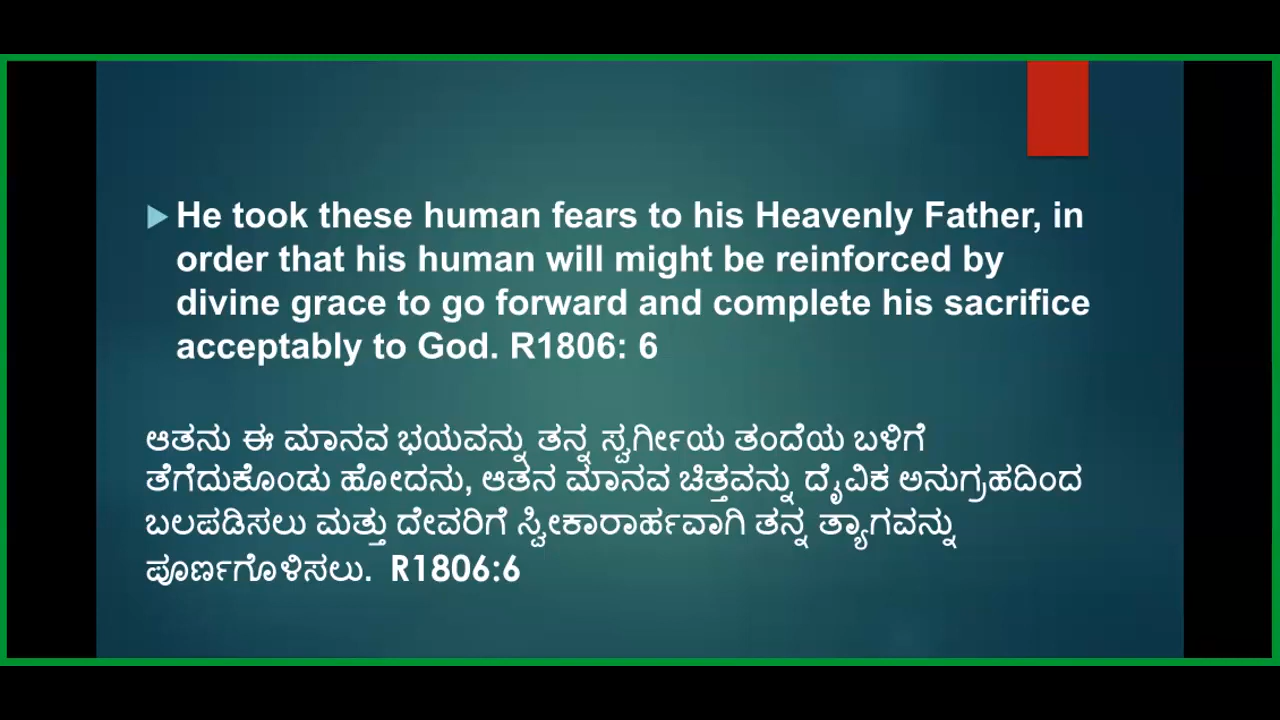 He took these human fears to his Heavenly Father, in
order that his human will might be reinforced by
divine grace to go forward and complete his sacrifice
acceptably to God. R1806: 6
ಆತನು ಈ ಮಾನವ ಭಯವನ್ನು ತನ್ನ ಸ್ವರ್ಗೀಯ ತಂದೆಯ ಬಳಿಗೆ
ತೆಗೆದುಕೊಂಡು ಹೋದನು, ಆತನ ಮಾನವ ಚಿತ್ತವನ್ನು ದೈವಿಕ ಅನುಗ್ರಹದಿಂದ
ಬಲಪಡಿಸಲು ಮತ್ತು ದೇವರಿಗೆ ಸ್ವೀಕಾರಾರ್ಹವಾಗಿ ತನ್ನ ತ್ಯಾಗವನ್ನು
ಪೂರ್ಣಗೊಳಿಸಲು. R1806:6